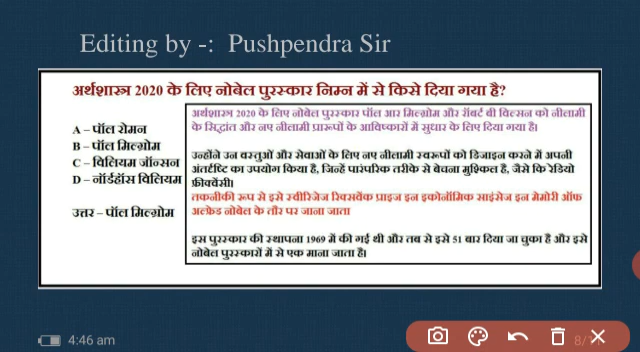 Editing by -: Pushpendra Sir
अर्थशास्त्र 2020 के लिए नोबेल पुरस्कार निम्न में से किसे दिया गया है?
A – पॉल रोमन
B – पॉल मिल्ग्रोम
C – विलियम जॉन्सन
D – नॉर्डहॉस विलियम
उत्तर – पॉल मिल्ग्रोम
अर्थशास्त्र 2020 के लिए नोबेल पुरस्कार पॉल आर मिल्ग्रोम और रॉबर्ट बी विल्सन को नीलामी
के सिद्धांत और नए नीलामी प्रारूपों के आविष्कारों में सुधार के लिए दिया गया है।
उन्होंने उन वस्तुओं और सेवाओं के लिए नए नीलामी स्वरूपों को डिजाइन करने में अपनी
अंतर्दृष्टि का उपयोग किया है, जिन्हें पारंपरिक तरीके से बेचना मुश्किल है, जैसे कि रेडियो
फ्रीक्वेंसी।
तकनीकी रूप से इसे स्वीरिजेज रिक्सबैंक प्राइज इन इकोनॉमिक साइंसेज इन मेमोरी ऑफ
अल्फ्रेड नोबेल के तौर पर जाना जाता
इस पुरस्कार की स्थापना 1969 में की गई थी और तब से इसे 51 बार दिया जा चुका है और इसे
नोबेल पुरस्कारों में से एक माना जाता है।
4:46 am
8/